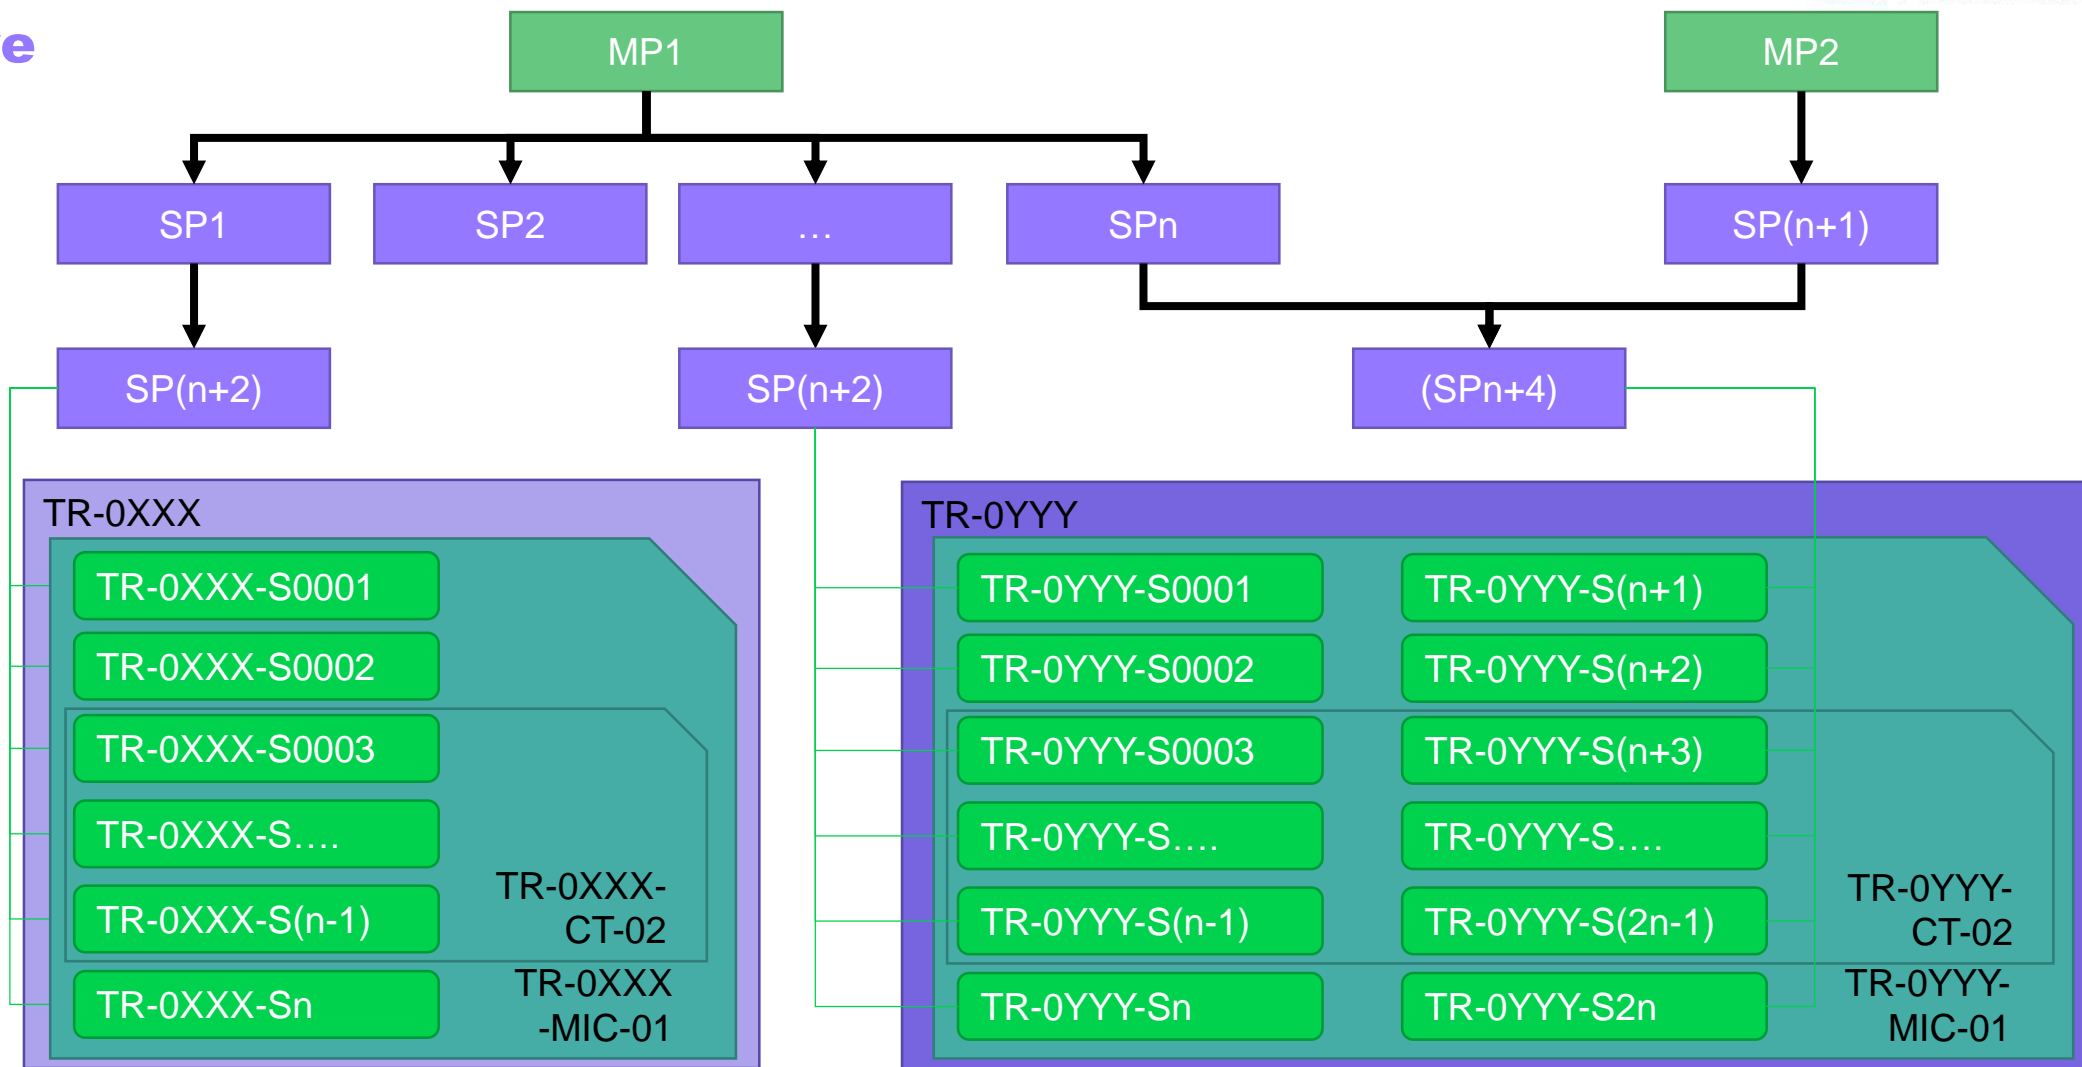 MP1
MP2
SP1
SP2
...
SPn
SP(n+1)
SP(n+2)
SP(n+2)
(SPn+4)
TR-0XXX
TR-0XXX-S0001
TR-0XXX-S0002
TR-0XXX-S0003
TR-0XXX-S....
TR-0XXX-S(n-1)
TR-0XXX-Sn
TR-0XXX-
CT-02
TR-0XXX
-MIC-01
TR-0YYY
TR-0YYY-S0001
TR-0YYY-S0002
TR-0YYY-S0003
TR-0YYY-S....
TR-0YYY-S(n-1)
TR-0YYY-Sn
TR-0YYY-S(n+1)
TR-0YYY-S(n+2)
TR-0YYY-S(n+3)
TR-0YYY-S....
TR-0YYY-S(2n-1)
TR-0YYY-S2n
TR-0YYY-
CT-02
TR-0YYY-
MIC-01